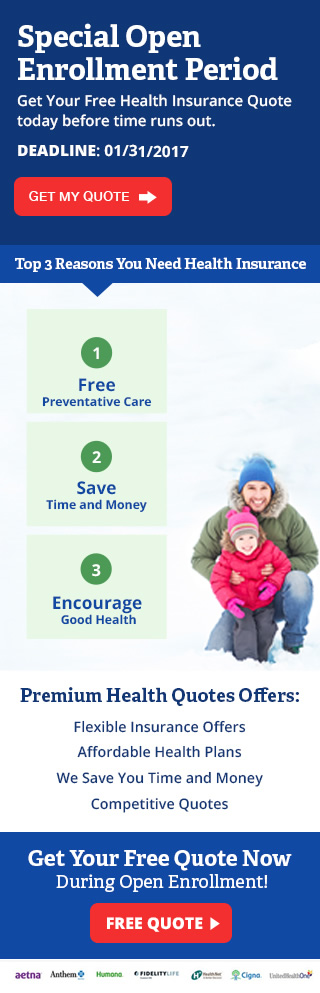 Special Open
Enrollment Period
Get Your Free Health Insurance Quote
today before time runs out.
DEADLINE: 01/31/2017
GET MY QUOTE
Top 3 Reasons You Need Health Insurance
1
Free
Preventative Care
2
Save
Time and Money
3
Encourage
Good Health
Premium Health Quotes Offers:
Flexible Insurance Offers
Affordable Health Plans
We Save You Time and Money
Competitive Quotes
Get Your Free Quote Now
During Open Enrollment!
FREE QUOTE
aetna Anthem Humana FIDELITY LIFE Health Net Cigna UnitedHealthOne